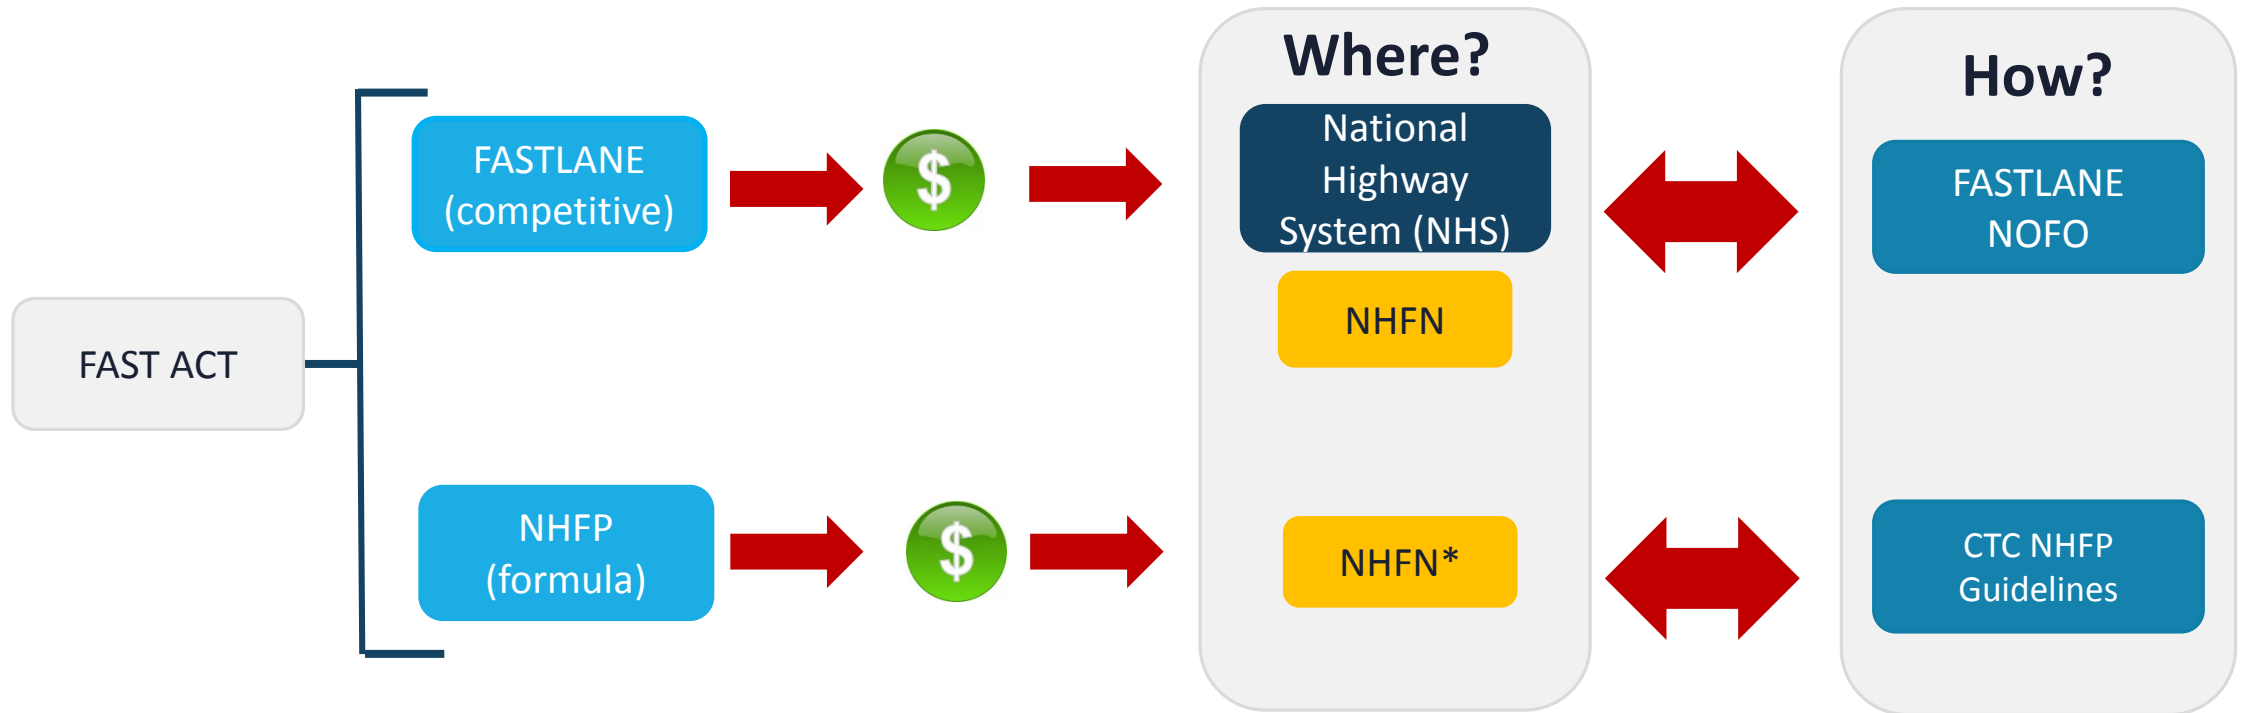 FAST ACT
FASTLANE
(competitive)
$
NHFP
(formula)
$
Where?
National
Highway
System (NHS)
NHFN
NHFN*
How?
FASTLANE
NOFO
CTC NHFP
Guidelines